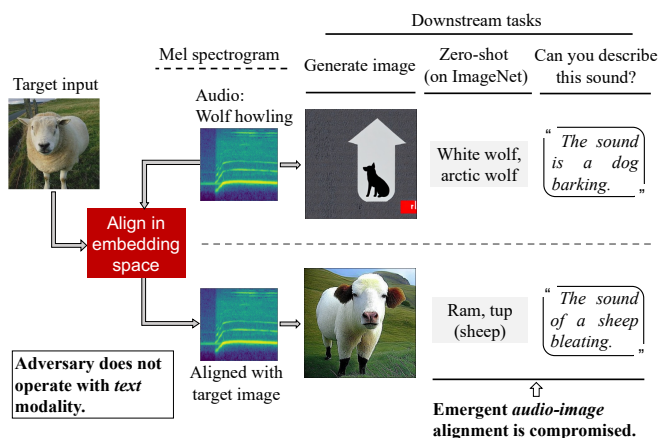 Downstream tasks
Mel spectrogram
Generate image
Zero-shot
(on ImageNet)
Can you describe
this sound?
Target input
Audio:
Wolf howling
White wolf,
arctic wolf
“ The sound
is a dog
barking. ”
Align in
embedding
space
Ram, tup
(sheep)
“ The sound
of a sheep
bleating. ”
Adversary does not
operate with text
modality.
Aligned with
target image
Emergent audio-image
alignment is compromised.